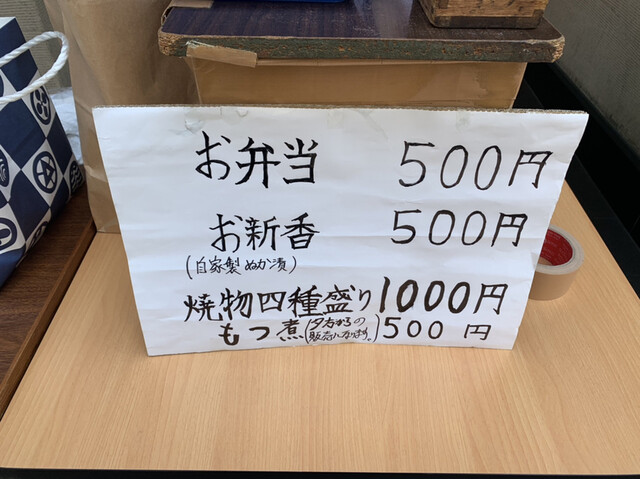 お弁当 500円
お新香 500円
(自家製ぬか漬)
焼物四種盛り 1000円
もつ煮(夕方からの販売になります。) 500円